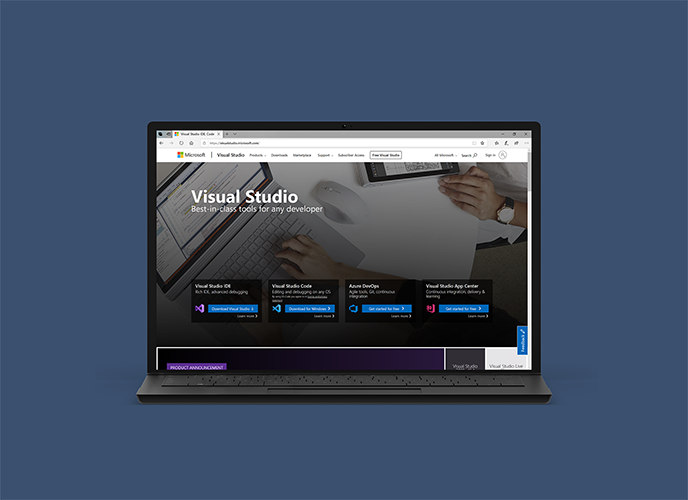 Visual Studio IDE, Code
https://visualstudio.microsoft.com/
Microsoft | Visual Studio Products Downloads Marketplace Support Subscriber Access Free Visual Studio All Microsoft Search Sign in
Visual Studio
Best-in-class tools for any developer
Visual Studio IDE
Rich IDE, advanced debugging
Download Visual Studio
Learn more
Visual Studio Code
Editing and debugging on any OS
Download for Windows
Learn more
Azure DevOps
Agile tools, Git, continuous
integration
Get started for free
Learn more
Visual Studio App Center
Continuous integration, delivery &
learning
Get started for free
Learn more
Feedback
PRODUCT ANNOUNCEMENT
Visual Studio
Visual Studio Live